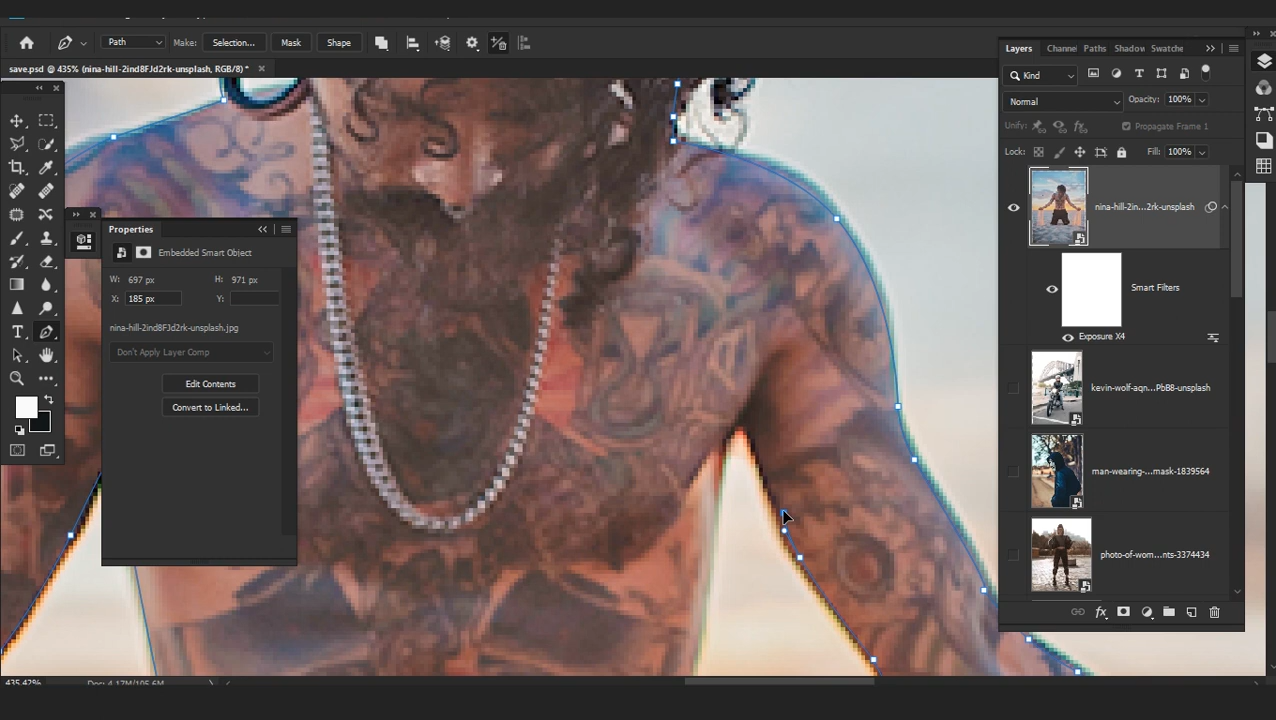 Path
Make:
Selection...
Mask
Shape
save.psd @ 435% (nina-hill-2ind8FJd2rk-unsplash, RGB/8) *
Properties
Embedded Smart Object
W: 697 px
H: 971 px
X: 185 px
Y:
nina-hill-2ind8FJd2rk-unsplash.jpg
Don't Apply Layer Comp
Edit Contents
Convert to Linked...
Layers
Channel
Paths
Shadow
Swatche
Kind
Normal
Opacity: 100%
Unify:
Propagate Frame 1
Lock:
Fill: 100%
nina-hill-2in...2rk-unsplash
Smart Filters
Exposure X4
kevin-wolf-aqn...PbB8-unsplash
man-wearing-...mask-1839564
photo-of-wom...nts-3374434